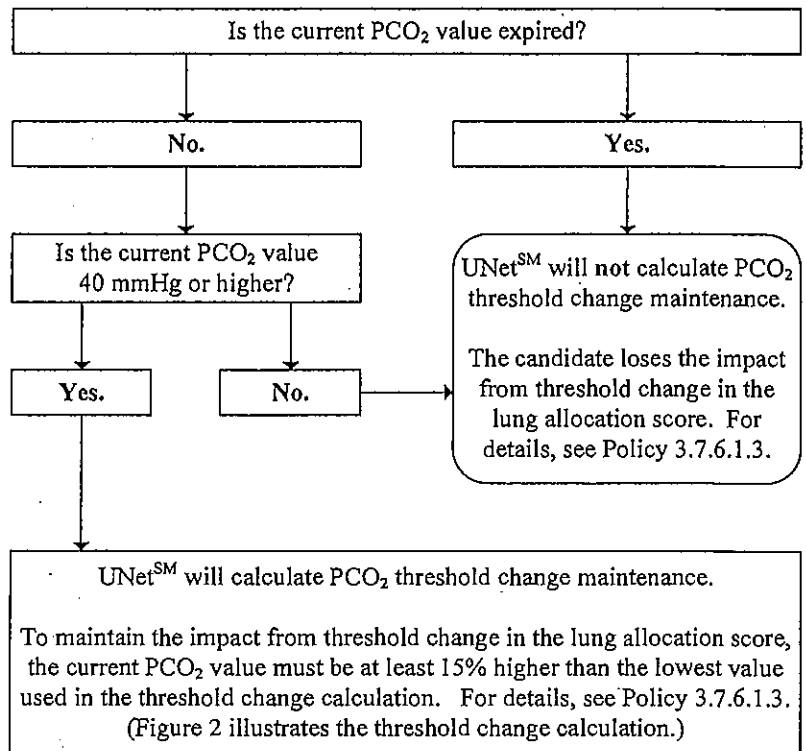 Is the current PCO₂ value expired?
No.
Yes.
Is the current PCO₂ value
40 mmHg or higher?
UNet℠ will not calculate PCO₂
threshold change maintenance.
The candidate loses the impact
from threshold change in the
lung allocation score. For
details, see Policy 3.7.6.1.3.
Yes.
No.
UNet℠ will calculate PCO₂ threshold change maintenance.
To maintain the impact from threshold change in the lung allocation score,
the current PCO₂ value must be at least 15% higher than the lowest value
used in the threshold change calculation. For details, see Policy 3.7.6.1.3.
(Figure 2 illustrates the threshold change calculation.)